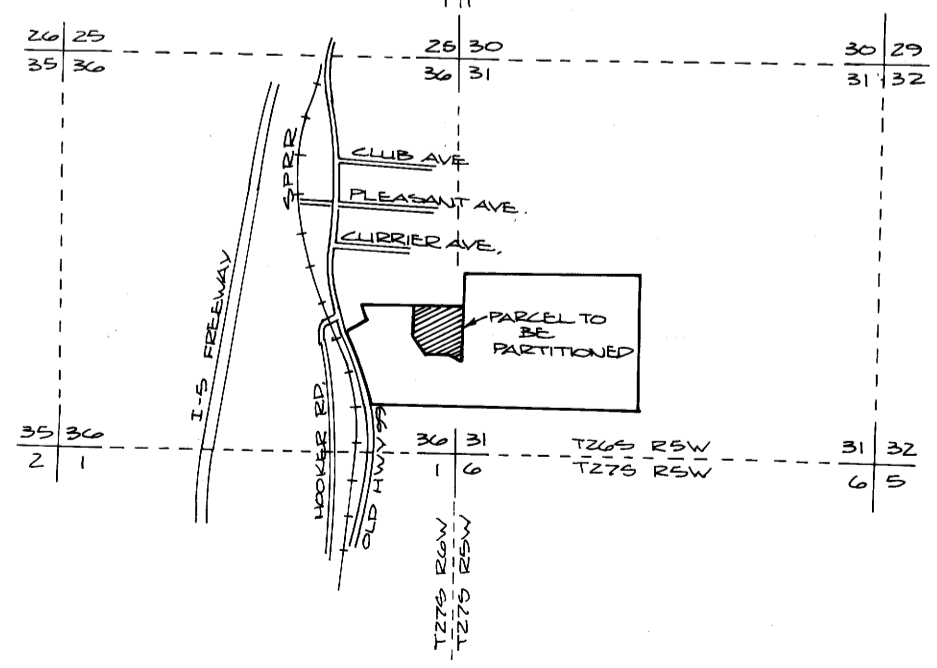 26 25
35 36
25 30
36 31
30 29
31 32
SPRR
CLUB AVE
PLEASANT AVE.
CURRIER AVE.
I-5 FREEWAY
PARCEL TO
BE
PARTITIONED
HOOKER RD.
OLD HWY 99
35 36
2 1
36 31
1 6
T26S R5W
T27S R5W
31 32
6 5
T27S R6W
T27S R5W